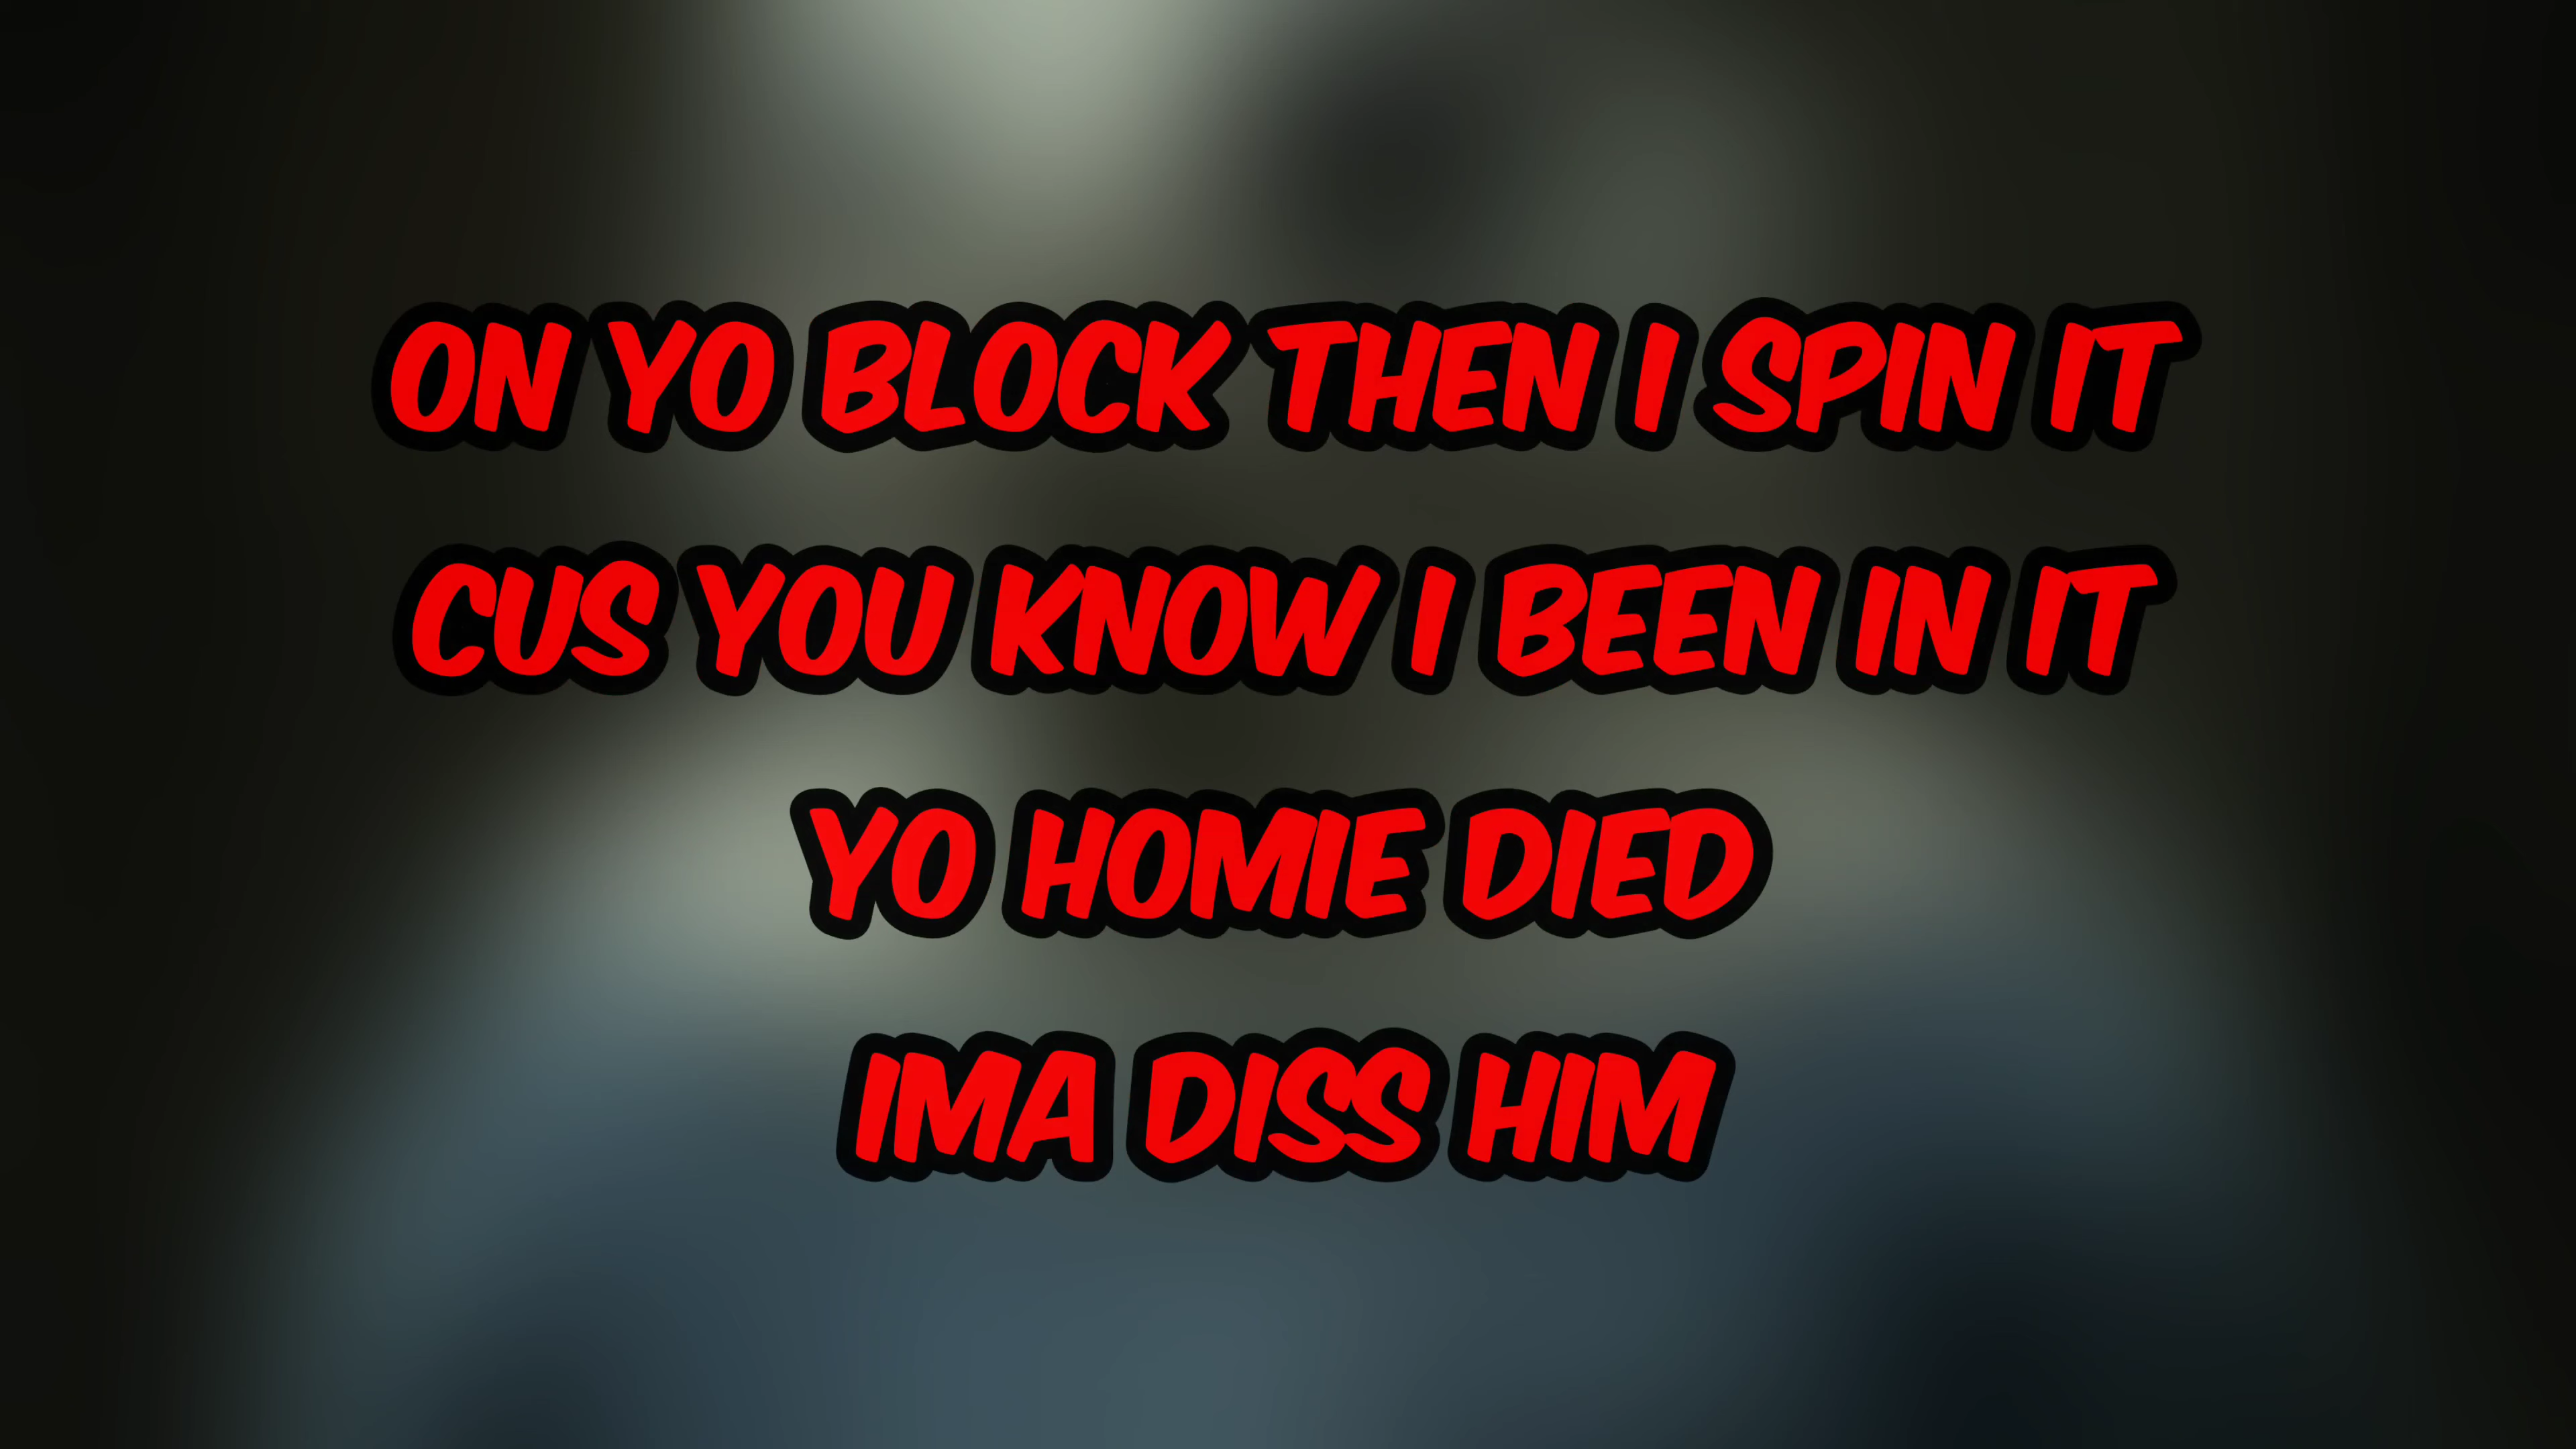 ON YO BLOCK THEN I SPIN IT
CUS YOU KNOW I BEEN IN IT
YO HOMIE DIED
IMA DISS HIM